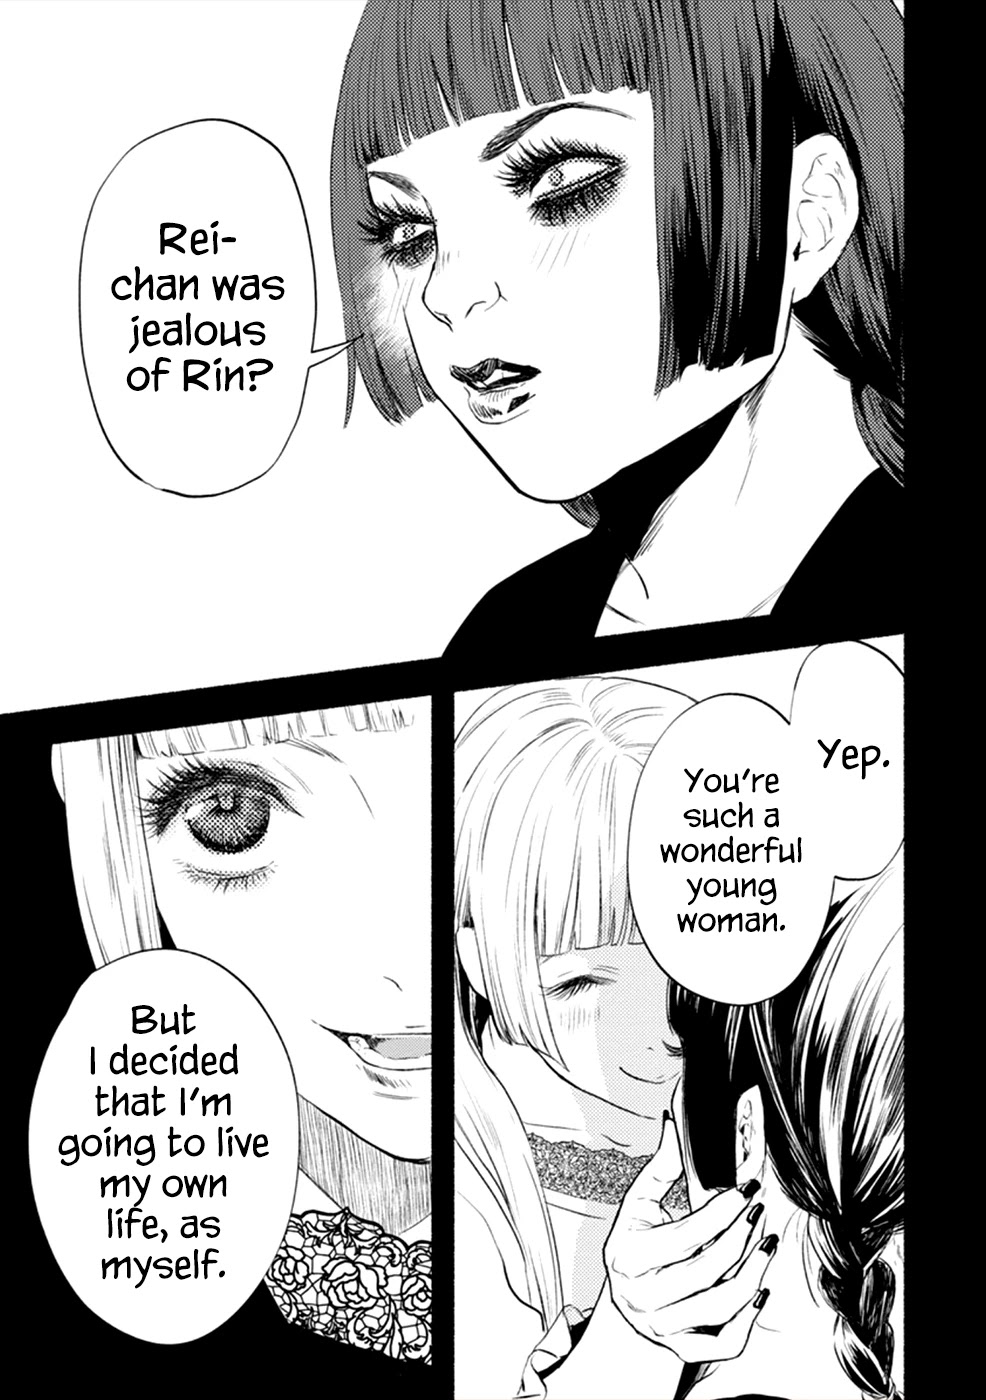 Rei-
chan was
jealous
of Rin?
Yep.
You're
such a
wonderful
young
woman.
But
I decided
that I'm
going to live
my own
life, as
myself.